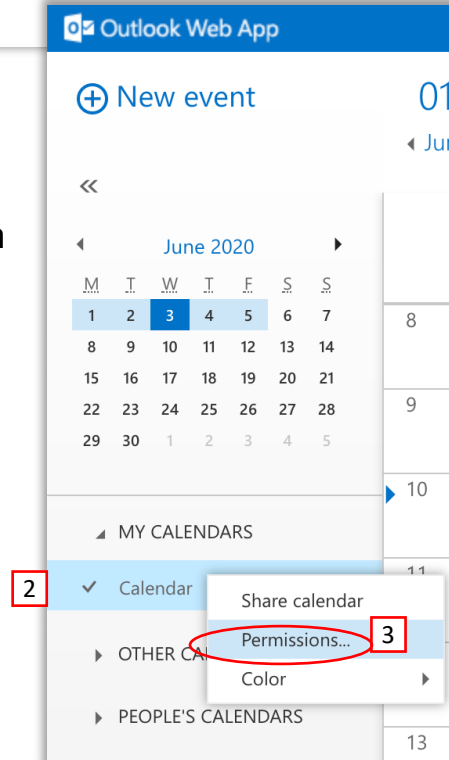 Outlook Web App
New event
01
Jun
June 2020
M T W T F S S
1 2 3 4 5 6 7
8 9 10 11 12 13 14
15 16 17 18 19 20 21
22 23 24 25 26 27 28
29 30 1 2 3 4 5
8
9
10
11
13
MY CALENDARS
2
Calendar
Share calendar
Permissions...
3
Color
OTHER CA
PEOPLE'S CALENDARS